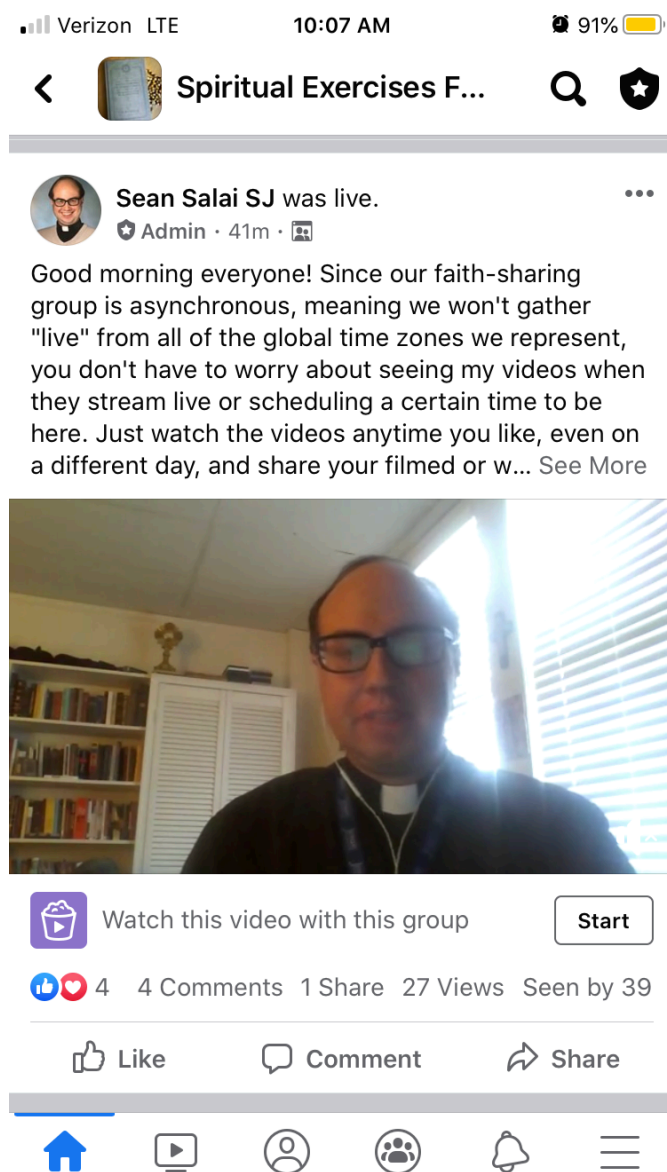 Verizon LTE 10:07 AM 91%
Spiritual Exercises F...
Sean Salai SJ was live.
Admin · 41m ·
Good morning everyone! Since our faith-sharing
group is asynchronous, meaning we won't gather
"live" from all of the global time zones we represent,
you don't have to worry about seeing my videos when
they stream live or scheduling a certain time to be
here. Just watch the videos anytime you like, even on
a different day, and share your filmed or w... See More
Watch this video with this group Start
4 4 Comments 1 Share 27 Views Seen by 39
Like Comment Share